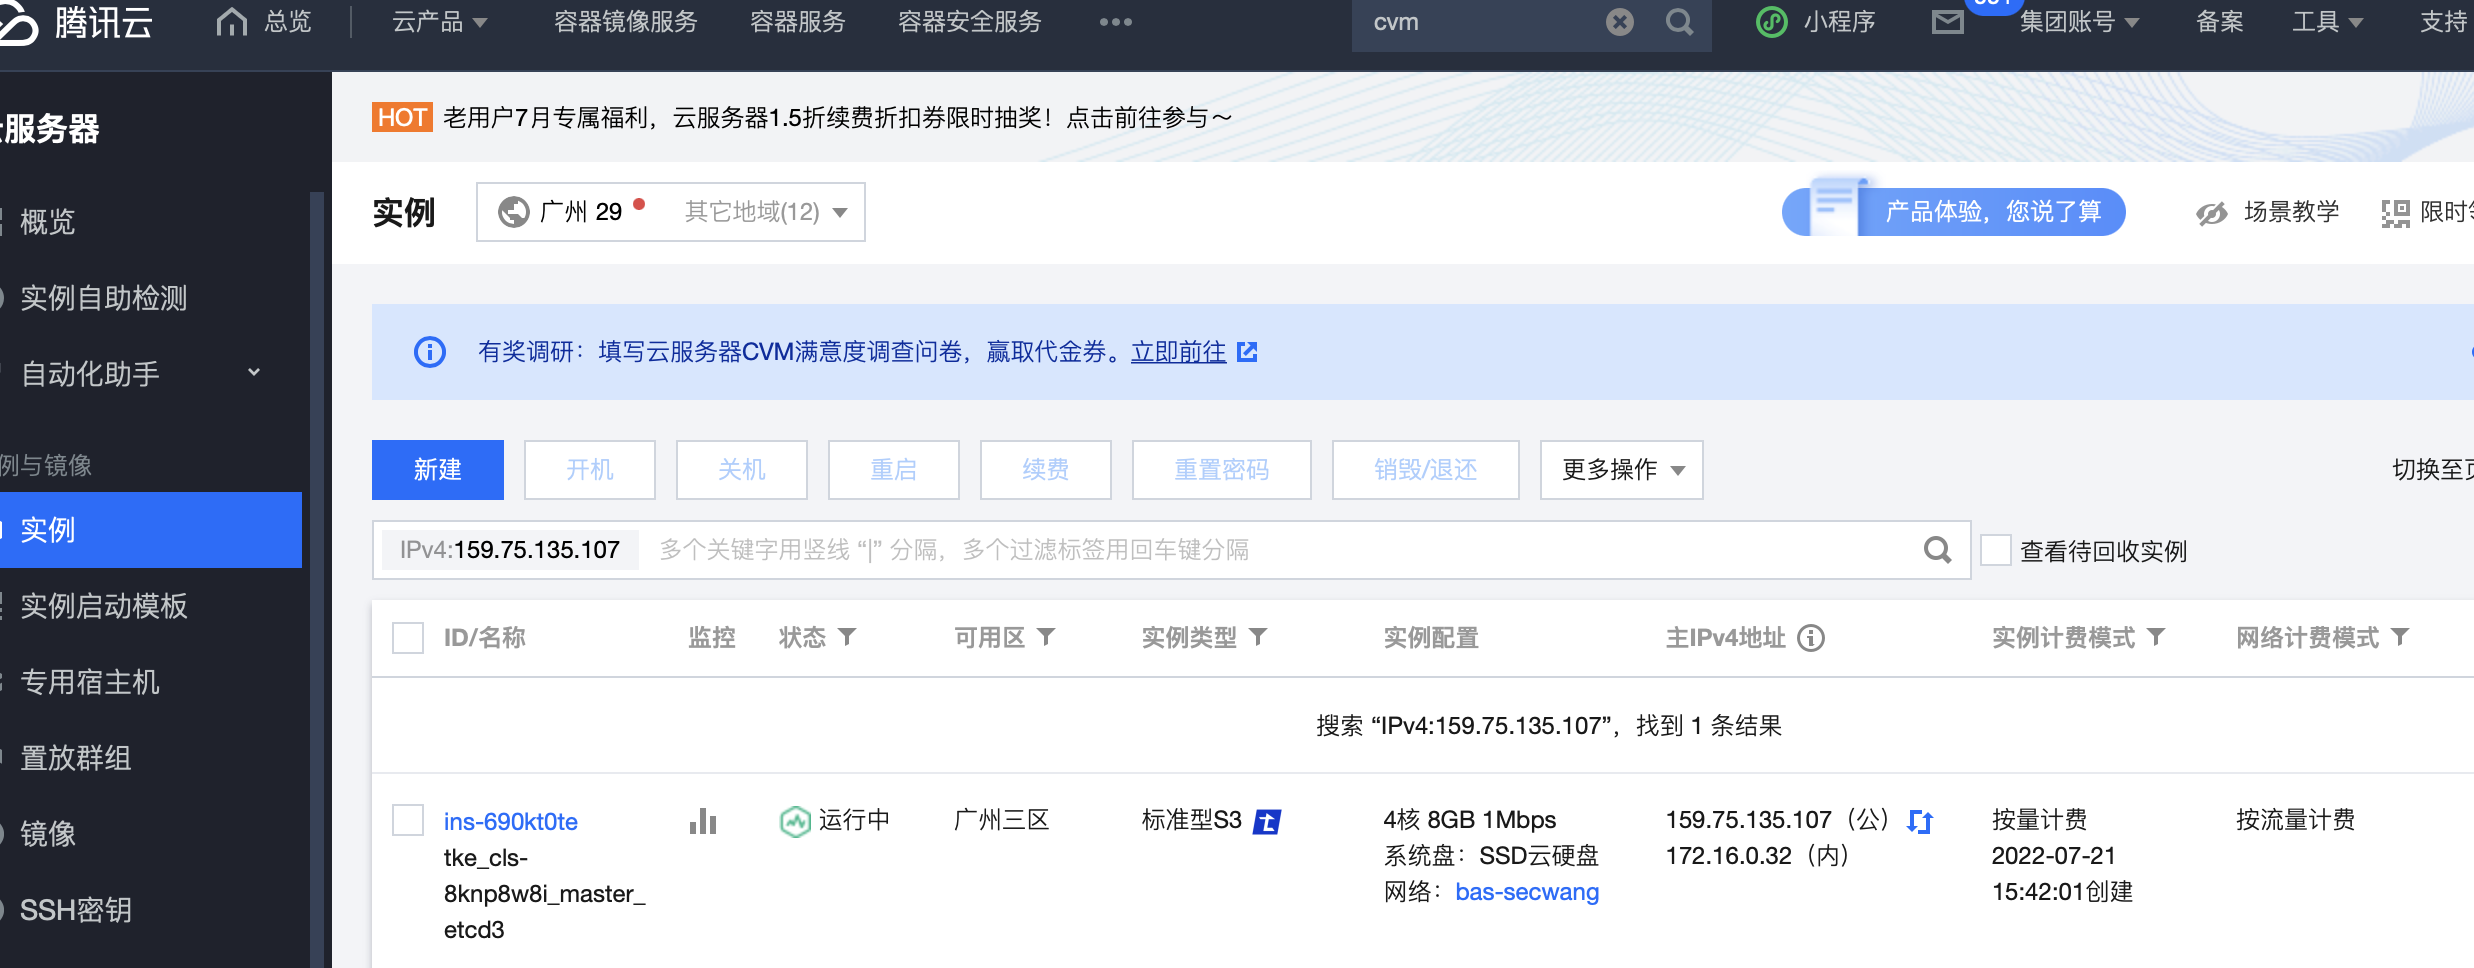 腾讯云
总览
云产品
容器镜像服务
容器服务
容器安全服务
cvm
小程序
集团账号
备案
工具
支持
服务器
概览
实例自助检测
自动化助手
例与镜像
实例
实例启动模板
专用宿主机
置放群组
镜像
SSH密钥
HOT 老用户7月专属福利，云服务器1.5折续费折扣券限时抽奖！点击前往参与～
实例
广州 29
其它地域(12)
产品体验，您说了算
场景教学
限时
有奖调研：填写云服务器CVM满意度调查问卷，赢取代金券。立即前往
新建
开机
关机
重启
续费
重置密码
销毁/退还
更多操作
切换至
IPv4:159.75.135.107 多个关键字用竖线 “|” 分隔，多个过滤标签用回车键分隔
查看待回收实例
ID/名称 监控 状态 可用区 实例类型 实例配置 主IPv4地址 实例计费模式 网络计费模式
搜索 “IPv4:159.75.135.107”，找到 1 条结果
ins-690kt0te
tke_cls-
8knp8w8i_master_
etcd3
运行中
广州三区
标准型S3
4核 8GB 1Mbps
系统盘：SSD云硬盘
网络：bas-secwang
159.75.135.107（公）
172.16.0.32（内）
按量计费
2022-07-21
15:42:01创建
按流量计费